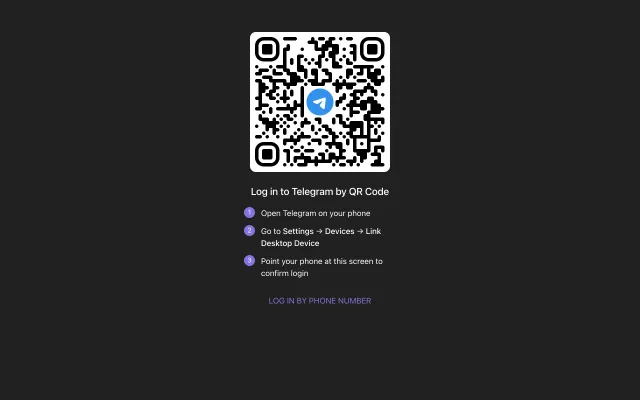 Log in to Telegram by QR Code
1 Open Telegram on your phone
2 Go to Settings → Devices → Link
Desktop Device
3 Point your phone at this screen to
confirm login
LOG IN BY PHONE NUMBER